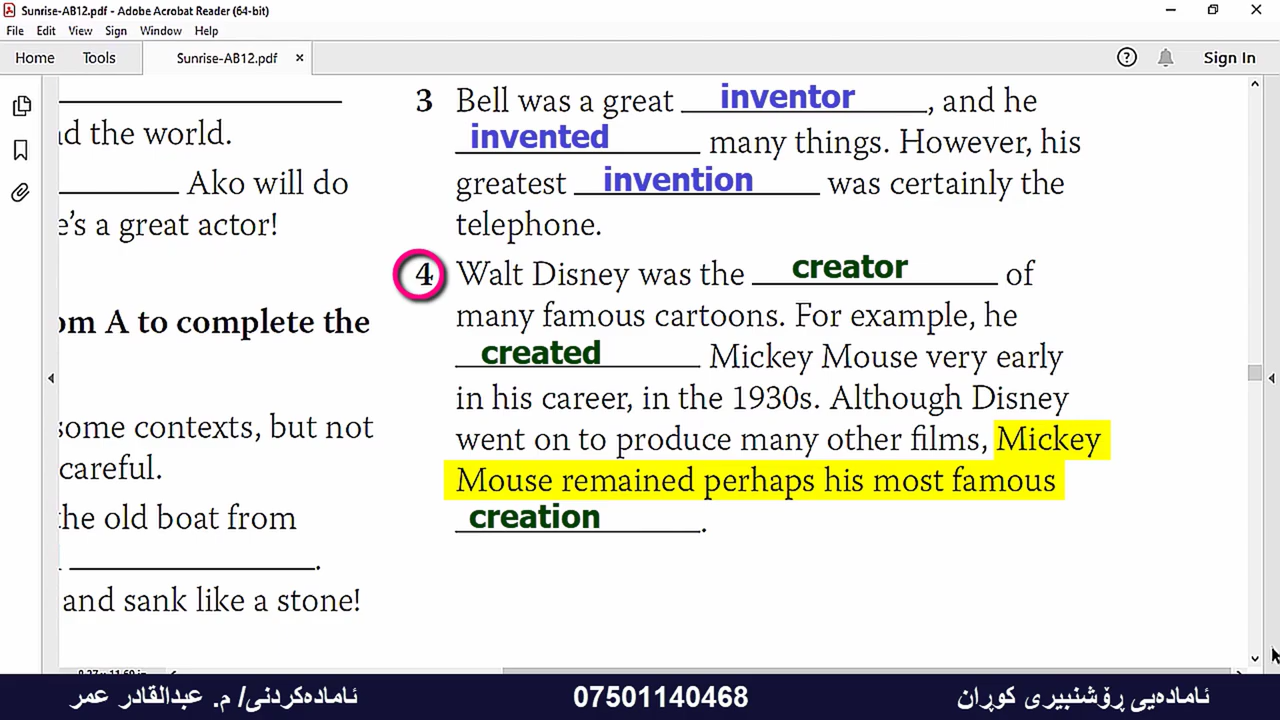 Sunrise-AB12.pdf - Adobe Acrobat Reader (64-bit)
File Edit View Sign Window Help
Home Tools Sunrise-AB12.pdf × Sign In
d the world.
Ako will do
e's a great actor!
om A to complete the
some contexts, but not
careful.
the old boat from
.
and sank like a stone!
3 Bell was a great inventor, and he
invented many things. However, his
greatest invention was certainly the
telephone.
4 Walt Disney was the creator of
many famous cartoons. For example, he
created Mickey Mouse very early
in his career, in the 1930s. Although Disney
went on to produce many other films, Mickey
Mouse remained perhaps his most famous
creation.
ئامادەیی ڕۆشنبیری کوڕان 07501140468 ئامادەکردنی/ م. عبدالقادر عمر